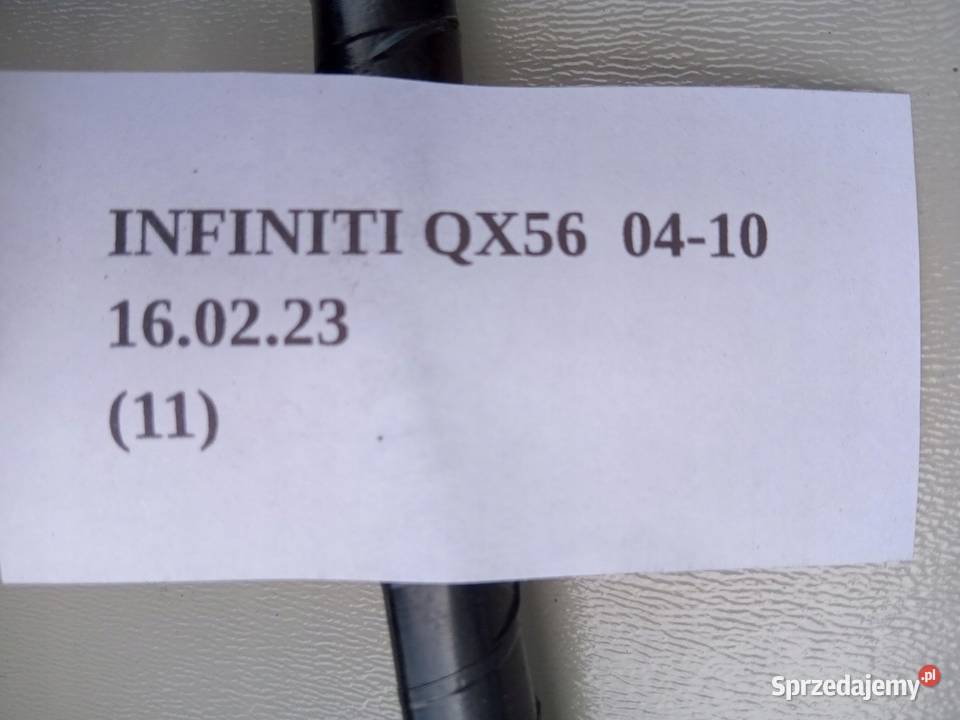 INFINITI QX56 04-10
16.02.23
(11)
Sprzedajemy.pl